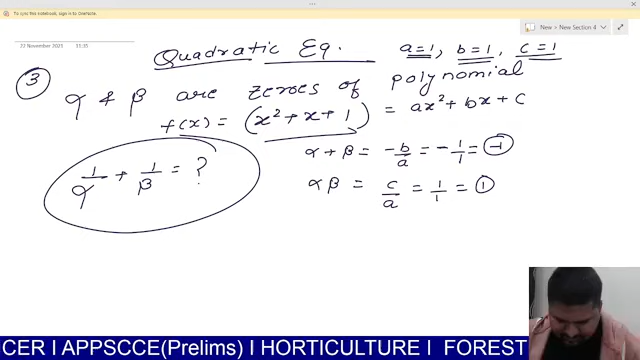 To sync this notebook, sign in to OneNote.
New > New Section 4
22 November 2021 11:35
Quadratic Eq.
a=1, b=1, c=1
③ α & β are zeroes of polynomial
f(x) = (x²+x+1) = ax²+bx+c
1/α + 1/β = ?
α+β = -b/a = -1/1 = -1
αβ = c/a = 1/1 = 1
CER I APPSCCE(Prelims) I HORTICULTURE I FOREST